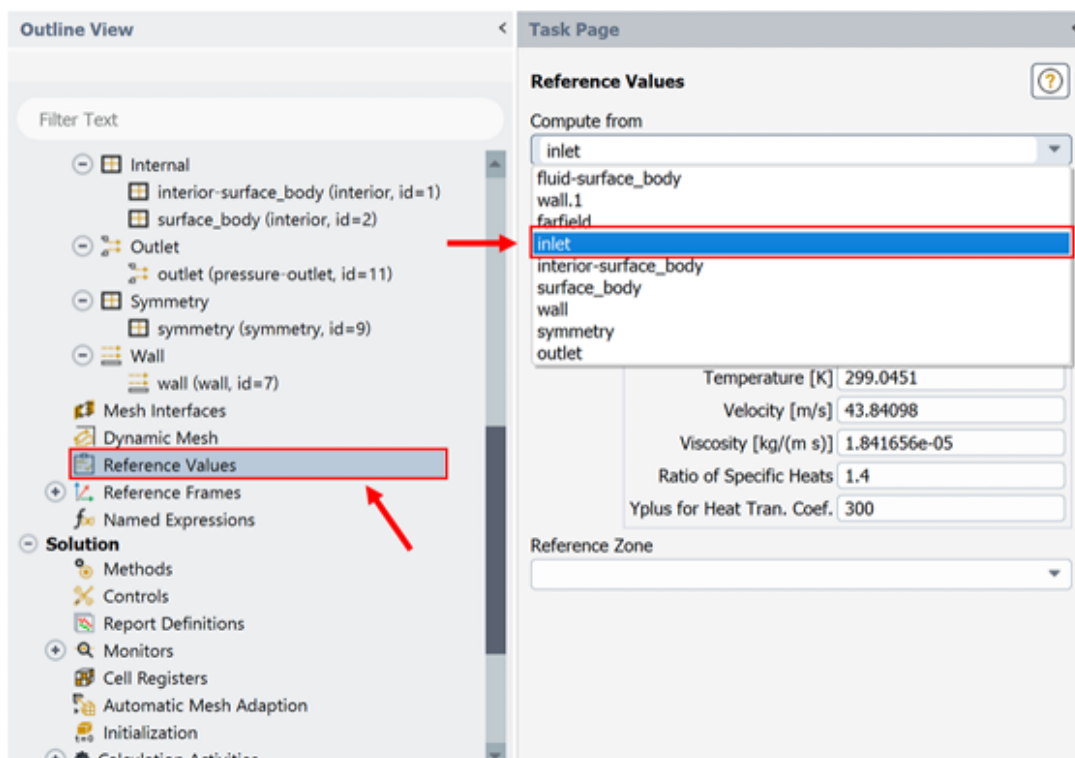 Outline View
Filter Text
Internal
interior-surface_body (interior, id=1)
surface_body (interior, id=2)
Outlet
outlet (pressure-outlet, id=11)
Symmetry
symmetry (symmetry, id=9)
Wall
wall (wall, id=7)
Mesh Interfaces
Dynamic Mesh
Reference Values
Reference Frames
f(x) Named Expressions
Solution
Methods
Controls
Report Definitions
Monitors
Cell Registers
Automatic Mesh Adaption
Initialization
Calculation Activities
Task Page
Reference Values
?
Compute from
inlet
fluid-surface_body
wall.1
farfield
inlet
interior-surface_body
surface_body
wall
symmetry
outlet
Temperature [K] 299.0451
Velocity [m/s] 43.84098
Viscosity [kg/(m s)] 1.841656e-05
Ratio of Specific Heats 1.4
Yplus for Heat Tran. Coef. 300
Reference Zone